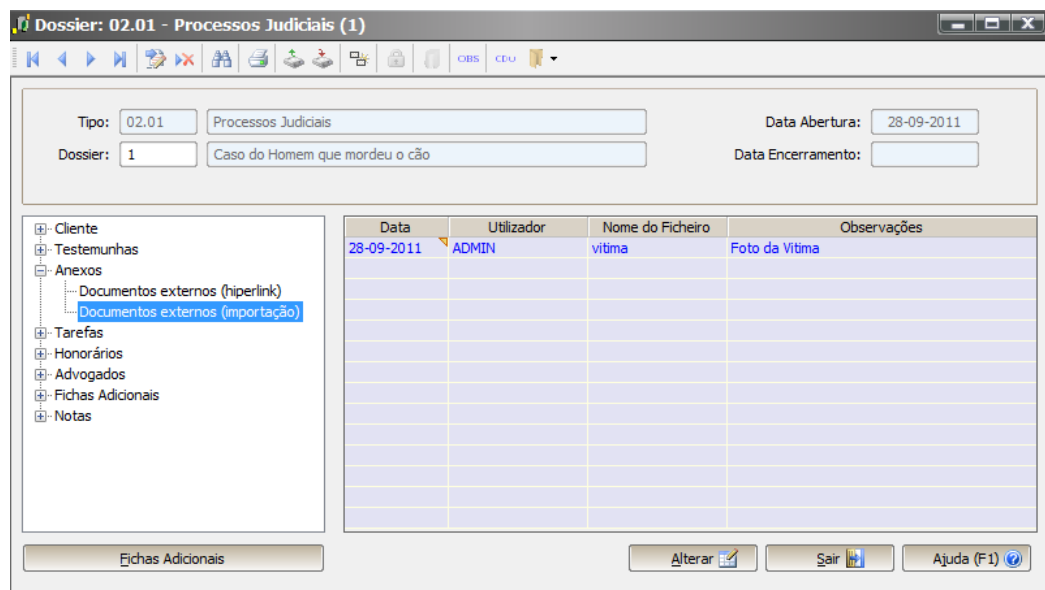 Dossier: 02.01 - Processos Judiciais (1)
OBS CDU
Tipo: 02.01 Processos Judiciais Data Abertura: 28-09-2011
Dossier: 1 Caso do Homem que mordeu o cão Data Encerramento:
Cliente
Testemunhas
Anexos
Documentos externos (hiperlink)
Documentos externos (importação)
Tarefas
Honorários
Advogados
Fichas Adicionais
Notas
Data Utilizador Nome do Ficheiro Observações
28-09-2011 ADMIN vitima Foto da Vitima
Fichas Adicionais Alterar Sair Ajuda (F1)